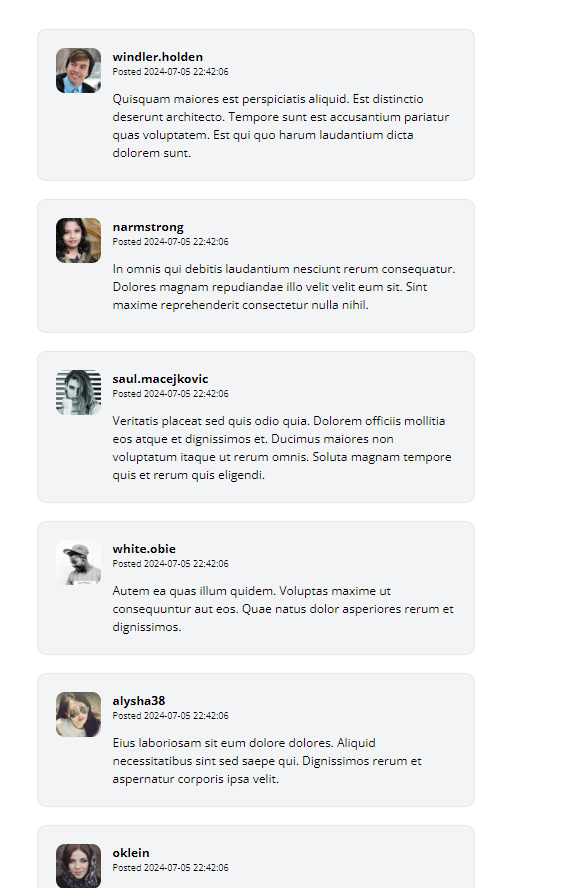 windler.holden
Posted 2024-07-05 22:42:06
Quisquam maiores est perspiciatis aliquid. Est distinctio
deserunt architecto. Tempore sunt est accusantium pariatur
quas voluptatem. Est qui quo harum laudantium dicta
dolorem sunt.
narmstrong
Posted 2024-07-05 22:42:06
In omnis qui debitis laudantium nesciunt rerum consequatur.
Dolores magnam repudiandae illo velit velit eum sit. Sint
maxime reprehenderit consectetur nulla nihil.
saul.macejkovic
Posted 2024-07-05 22:42:06
Veritatis placeat sed quis odio quia. Dolorem officiis mollitia
eos atque et dignissimos et. Ducimus maiores non
voluptatum itaque ut rerum omnis. Soluta magnam tempore
quis et rerum quis eligendi.
white.obie
Posted 2024-07-05 22:42:06
Autem ea quas illum quidem. Voluptas maxime ut
consequuntur aut eos. Quae natus dolor asperiores rerum et
dignissimos.
alysha38
Posted 2024-07-05 22:42:06
Eius laboriosam sit eum dolore dolores. Aliquid
necessitatibus sint sed saepe qui. Dignissimos rerum et
aspernatur corporis ipsa velit.
oklein
Posted 2024-07-05 22:42:06